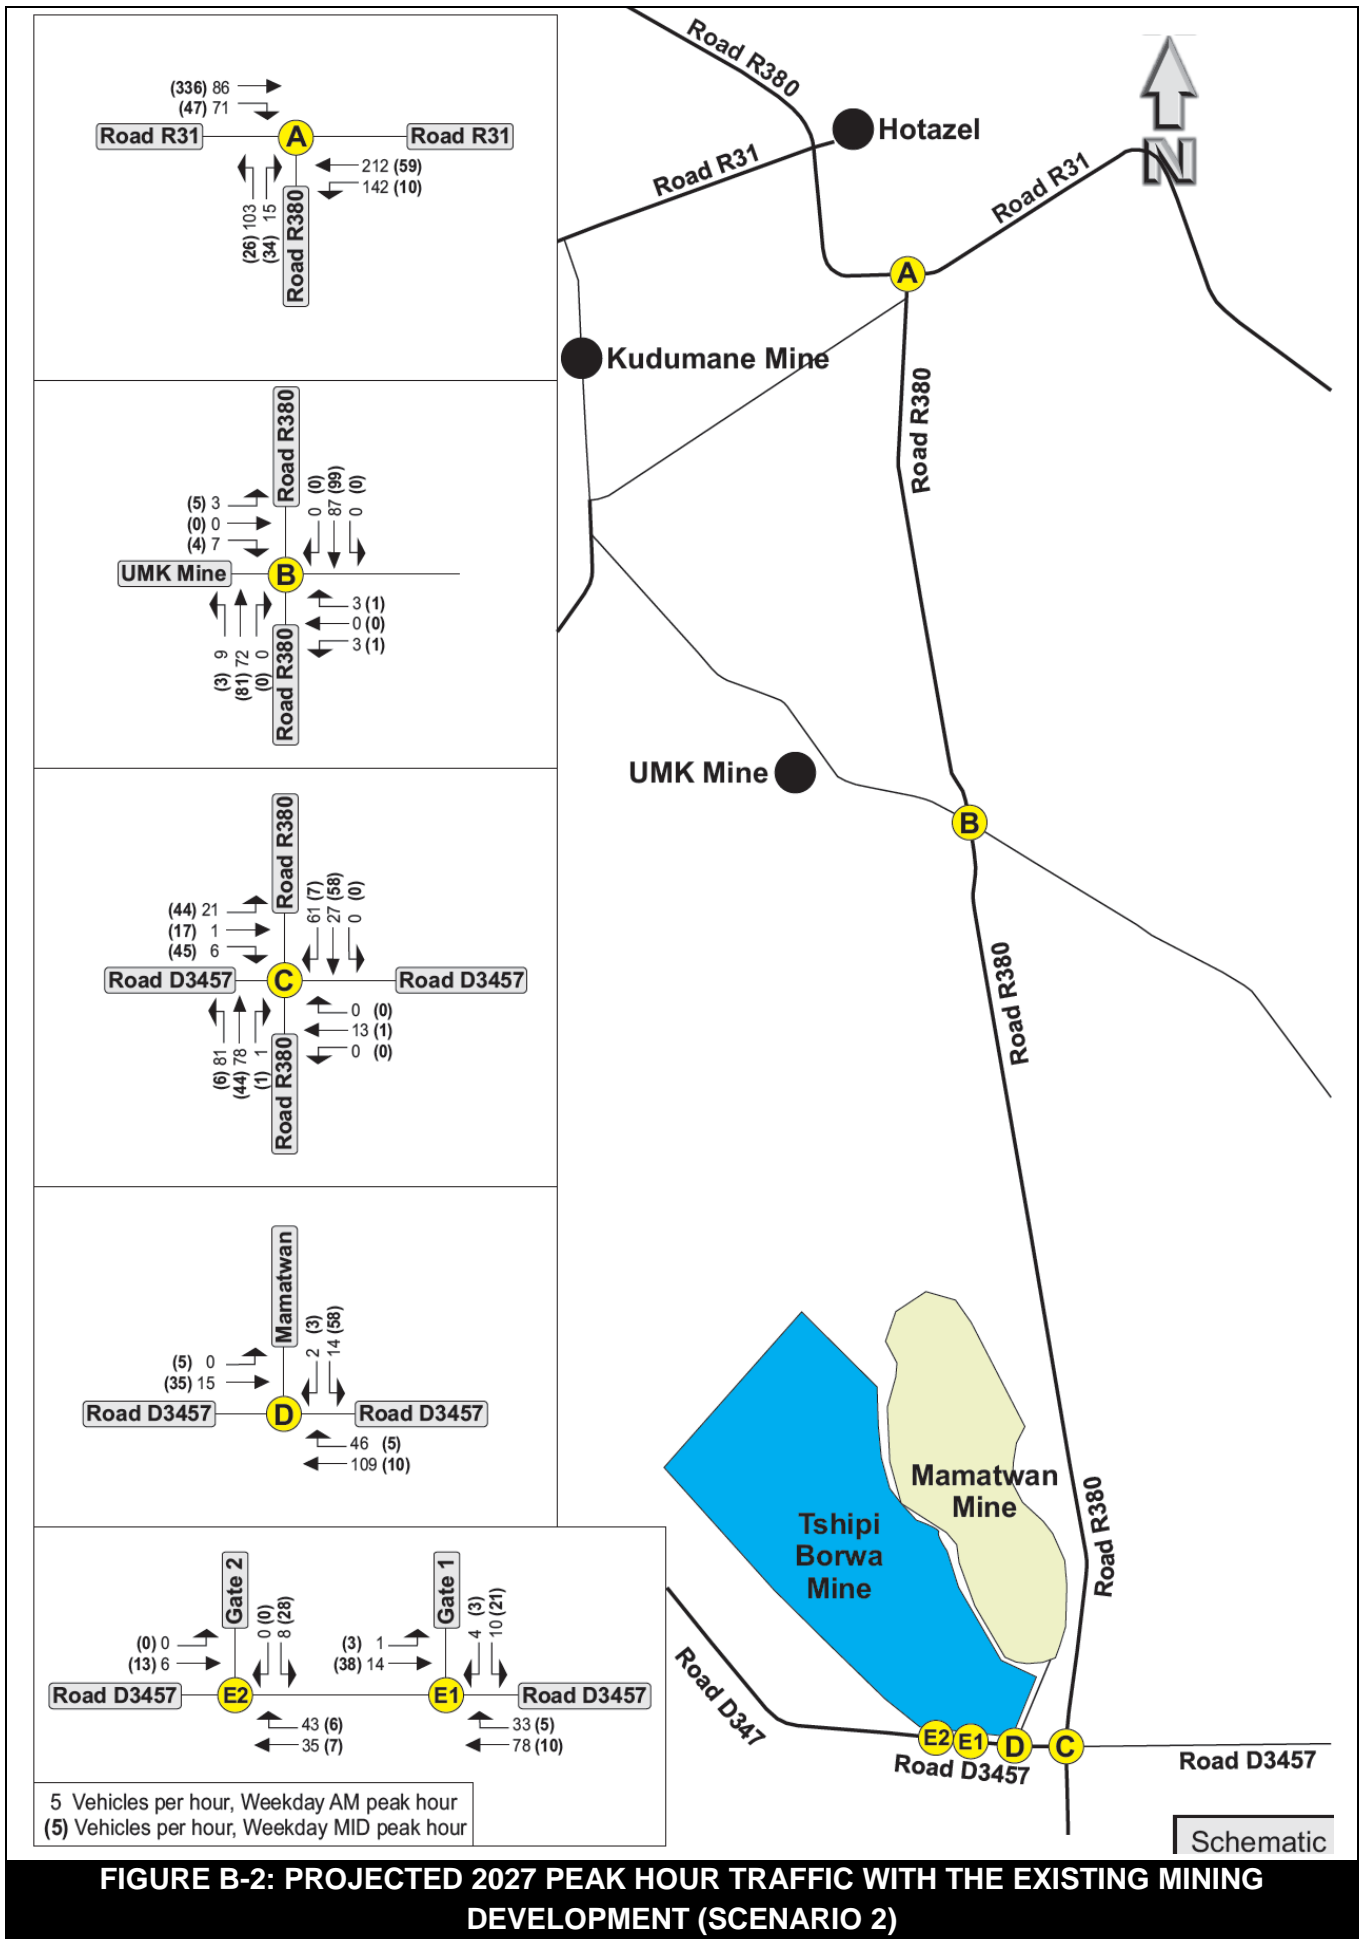 (336) 86
(47) 71
Road R31
A
Road R31
212 (59)
142 (10)
(26) 103
(34) 15
Road R380
Road R380
(5) 3
(0) 0
(4) 7
0 (0)
87 (99)
0 (0)
UMK Mine
B
3 (1)
0 (0)
3 (1)
(3) 9
(81) 72
(0) 0
Road R380
Road R380
(44) 21
(17) 1
(45) 6
61 (7)
27 (58)
0 (0)
Road D3457
C
Road D3457
0 (0)
13 (1)
0 (0)
(6) 81
(44) 78
(1) 1
Road R380
Mamatwan
(5) 0
(35) 15
2 (3)
14 (58)
Road D3457
D
Road D3457
46 (5)
109 (10)
Gate 2
(0) 0
(13) 6
0 (0)
8 (28)
Gate 1
(3) 1
(38) 14
4 (3)
10 (21)
Road D3457
E2
E1
Road D3457
43 (6)
35 (7)
33 (5)
78 (10)
5 Vehicles per hour, Weekday AM peak hour
(5) Vehicles per hour, Weekday MID peak hour
Road R380
Hotazel
Road R31
Road R31
N
A
Kudumane Mine
Road R380
UMK Mine
B
Road R380
Mamatwan
Mine
Tshipi
Borwa
Mine
Road R380
Road D347
E2
E1
D
C
Road D3457
Road D3457
Schematic
FIGURE B-2: PROJECTED 2027 PEAK HOUR TRAFFIC WITH THE EXISTING MINING
DEVELOPMENT (SCENARIO 2)